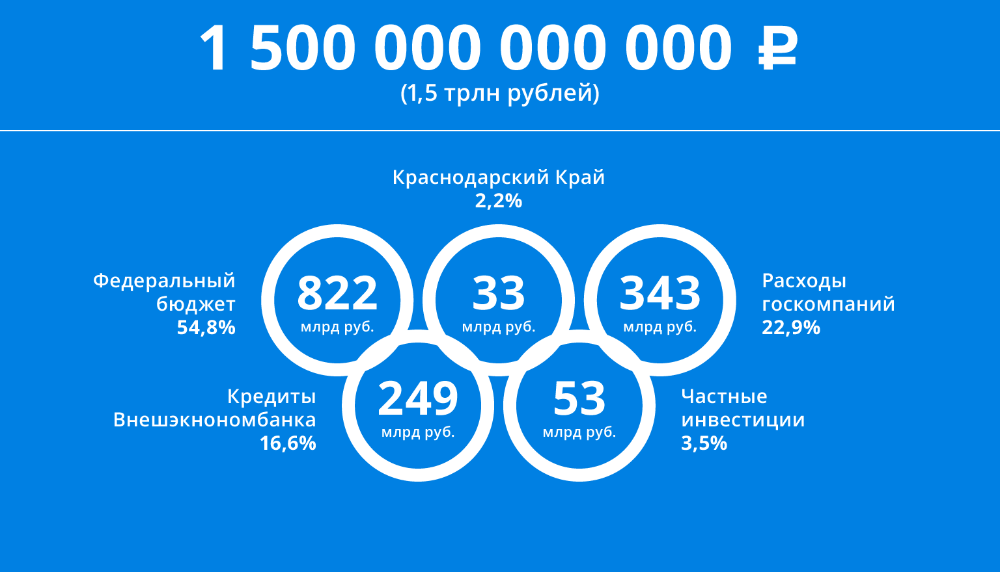 1 500 000 000 000 ₽
(1,5 трлн рублей)
Краснодарский Край
2,2%
Федеральный
бюджет
54,8%
822
млрд руб.
33
млрд руб.
343
млрд руб.
Расходы
госкомпаний
22,9%
Кредиты
Внешэкнономбанка
16,6%
249
млрд руб.
53
млрд руб.
Частные
инвестиции
3,5%